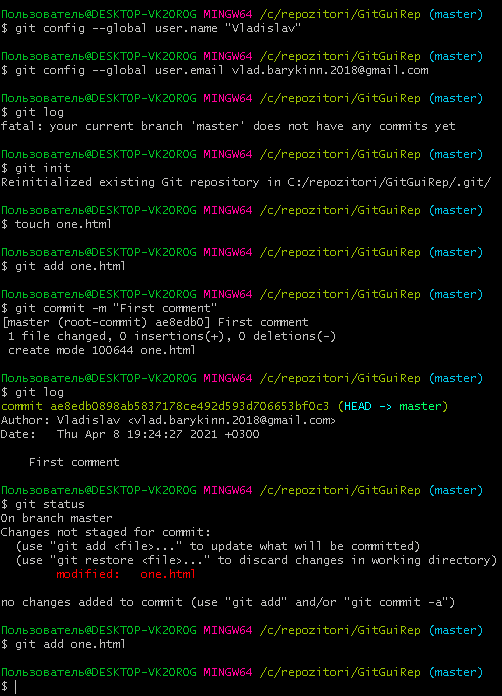 Пользователь@DESKTOP-VK2OROG MINGW64 /c/repozitori/GitGuiRep (master)
$ git config --global user.name "Vladislav"
Пользователь@DESKTOP-VK2OROG MINGW64 /c/repozitori/GitGuiRep (master)
$ git config --global user.email vlad.barykinn.2018@gmail.com
Пользователь@DESKTOP-VK2OROG MINGW64 /c/repozitori/GitGuiRep (master)
$ git log
fatal: your current branch 'master' does not have any commits yet
Пользователь@DESKTOP-VK2OROG MINGW64 /c/repozitori/GitGuiRep (master)
$ git init
Reinitialized existing Git repository in C:/repozitori/GitGuiRep/.git/
Пользователь@DESKTOP-VK2OROG MINGW64 /c/repozitori/GitGuiRep (master)
$ touch one.html
Пользователь@DESKTOP-VK2OROG MINGW64 /c/repozitori/GitGuiRep (master)
$ git add one.html
Пользователь@DESKTOP-VK2OROG MINGW64 /c/repozitori/GitGuiRep (master)
$ git commit -m "First comment"
[master (root-commit) ae8edb0] First comment
 1 file changed, 0 insertions(+), 0 deletions(-)
 create mode 100644 one.html
Пользователь@DESKTOP-VK2OROG MINGW64 /c/repozitori/GitGuiRep (master)
$ git log
commit ae8edb0898ab5837178ce492d593d706653bf0c3 (HEAD -> master)
Author: Vladislav <vlad.barykinn.2018@gmail.com>
Date:   Thu Apr 8 19:24:27 2021 +0300
    First comment
Пользователь@DESKTOP-VK2OROG MINGW64 /c/repozitori/GitGuiRep (master)
$ git status
On branch master
Changes not staged for commit:
  (use "git add <file>..." to update what will be committed)
  (use "git restore <file>..." to discard changes in working directory)
        modified:   one.html
no changes added to commit (use "git add" and/or "git commit -a")
Пользователь@DESKTOP-VK2OROG MINGW64 /c/repozitori/GitGuiRep (master)
$ git add one.html
Пользователь@DESKTOP-VK2OROG MINGW64 /c/repozitori/GitGuiRep (master)
$